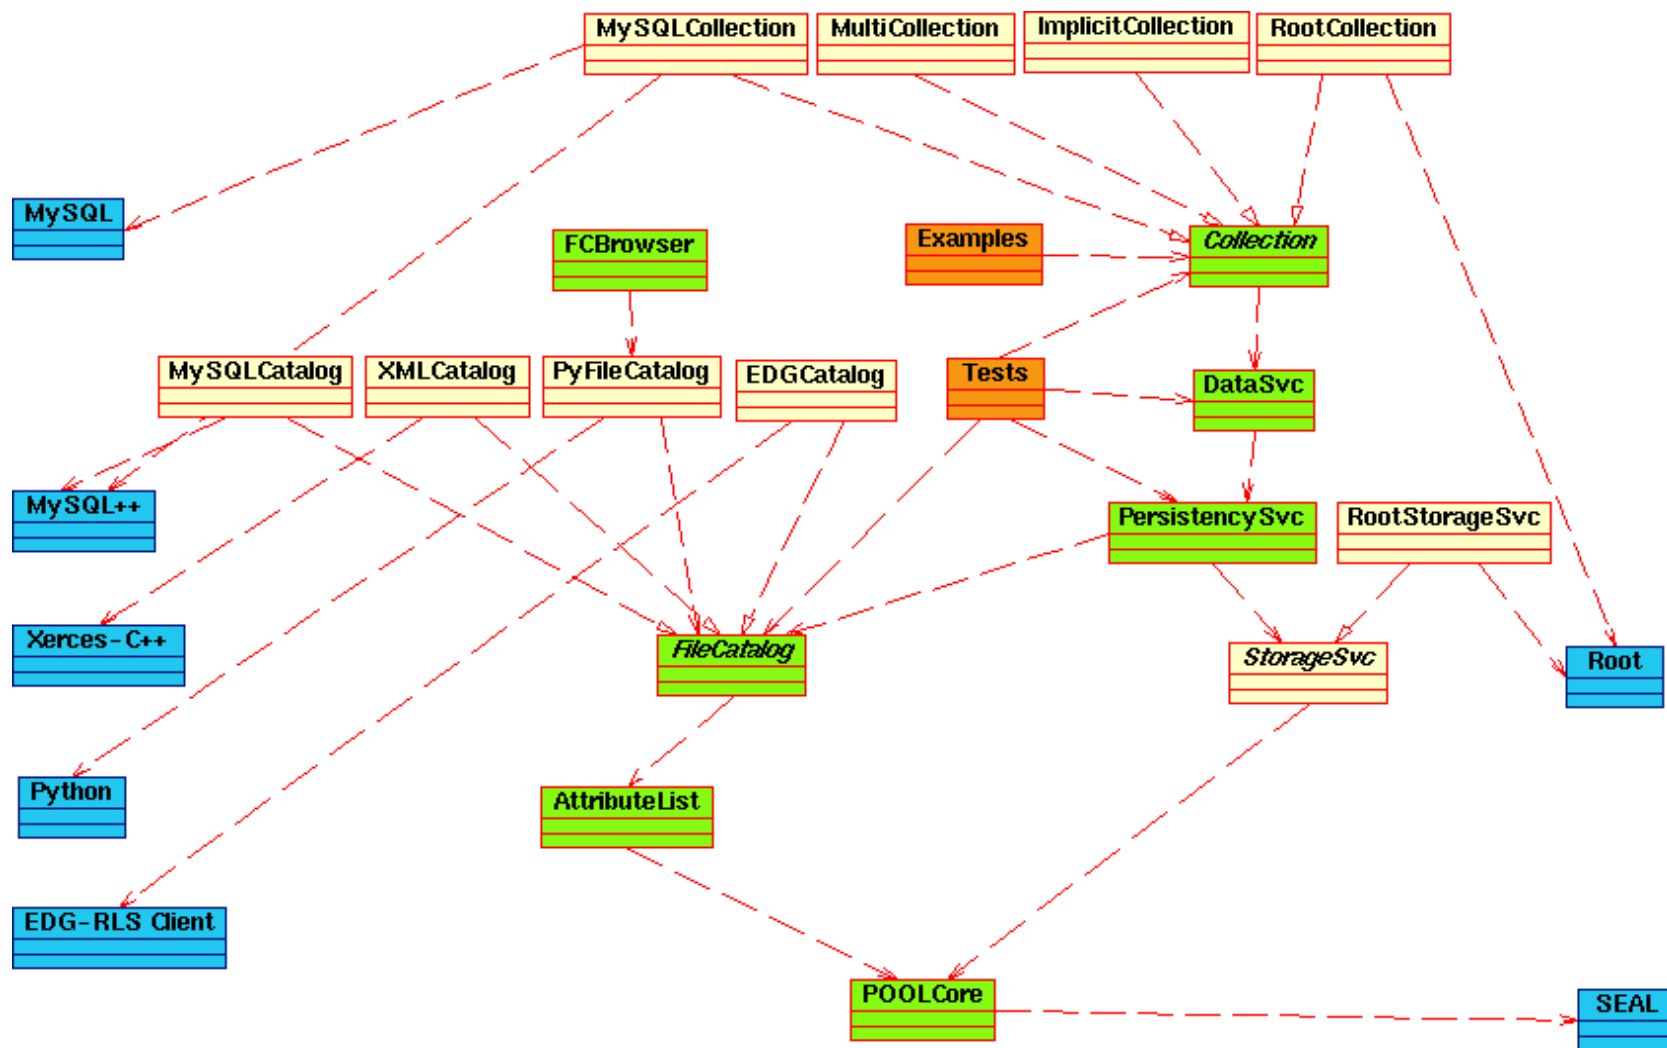 MySQLCollection
MultiCollection
ImplicitCollection
RootCollection
MySQL
FCBrowser
Examples
Collection
MySQLCatalog
XMLCatalog
PyFileCatalog
EDGCatalog
Tests
DataSvc
MySQL++
PersistencySvc
RootStorageSvc
Xerces-C++
FileCatalog
StorageSvc
Root
Python
AttributeList
EDG-RLS Client
POOLCore
SEAL